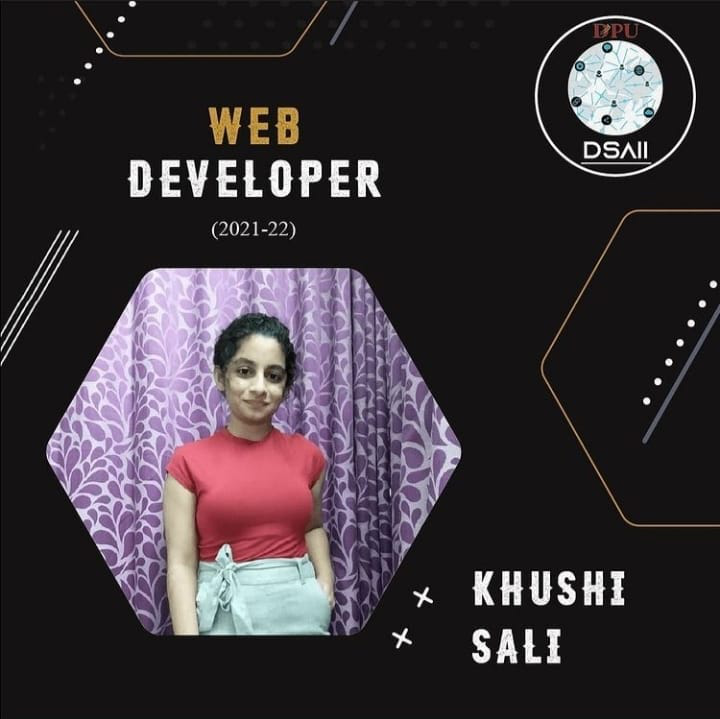 DPU
DSAII
WEB
DEVELOPER
(2021-22)
KHUSHI
SALI